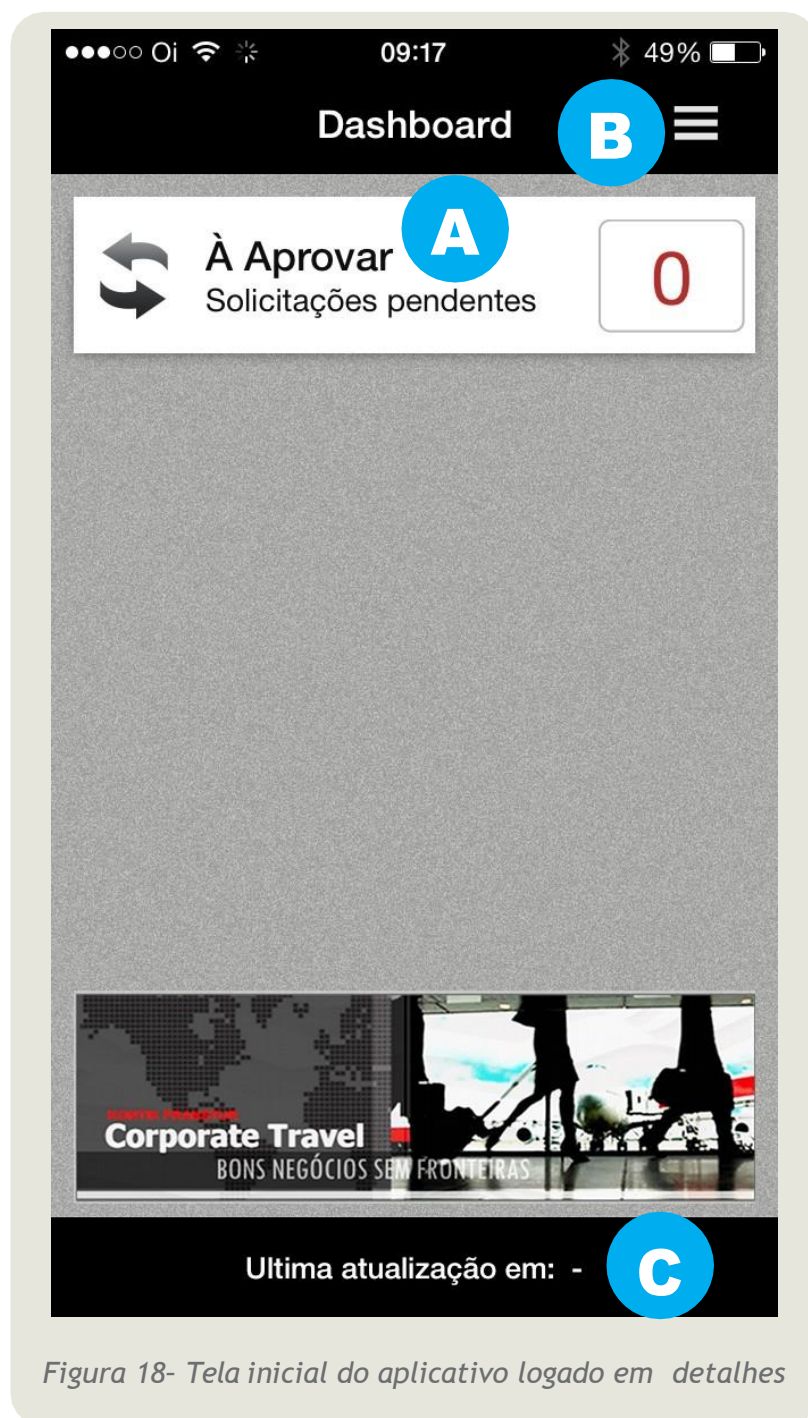 ●●●○○ Oi 09:17 49%
Dashboard B
A
À Aprovar
Solicitações pendentes
0
Corporate Travel
BONS NEGÓCIOS SEM FRONTEIRAS
Ultima atualização em: - C
Figura 18– Tela inicial do aplicativo logado em detalhes